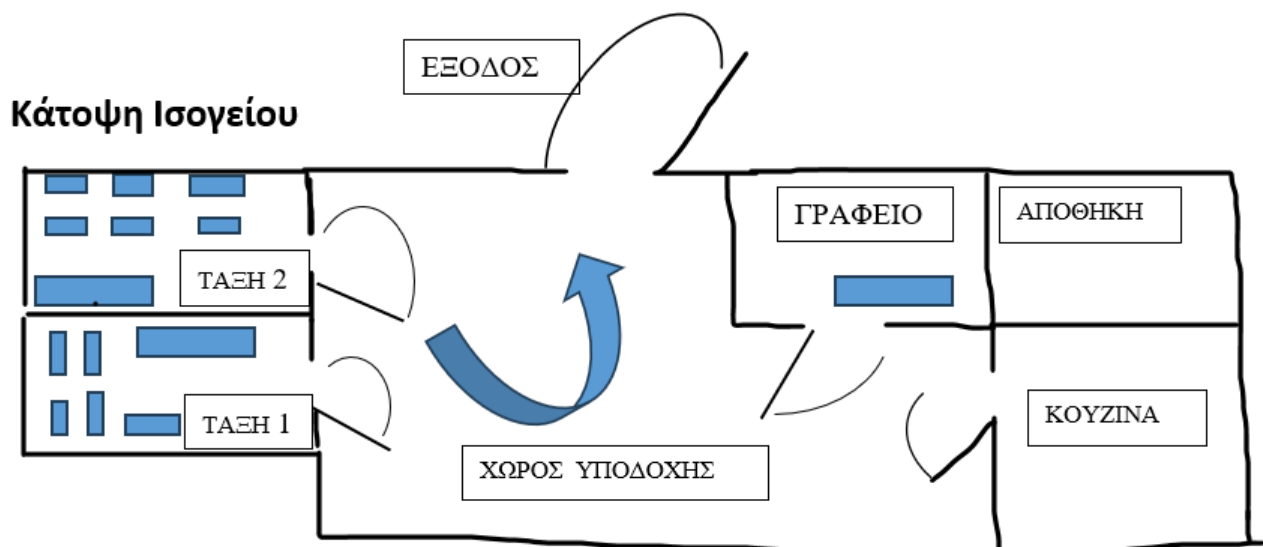 ΕΞΟΔΟΣ
Κάτοψη Ισογείου
ΓΡΑΦΕΙΟ
ΑΠΟΘΗΚΗ
ΤΑΞΗ 2
ΤΑΞΗ 1
ΚΟΥΖΙΝΑ
ΧΩΡΟΣ ΥΠΟΔΟΧΗΣ